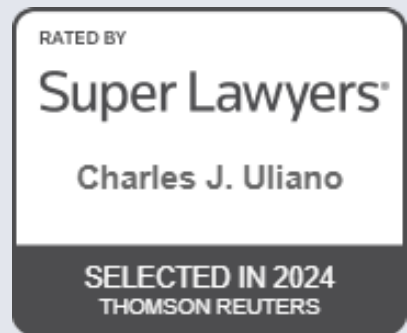 RATED BY
Super Lawyers®
Charles J. Uliano
SELECTED IN 2024
THOMSON REUTERS